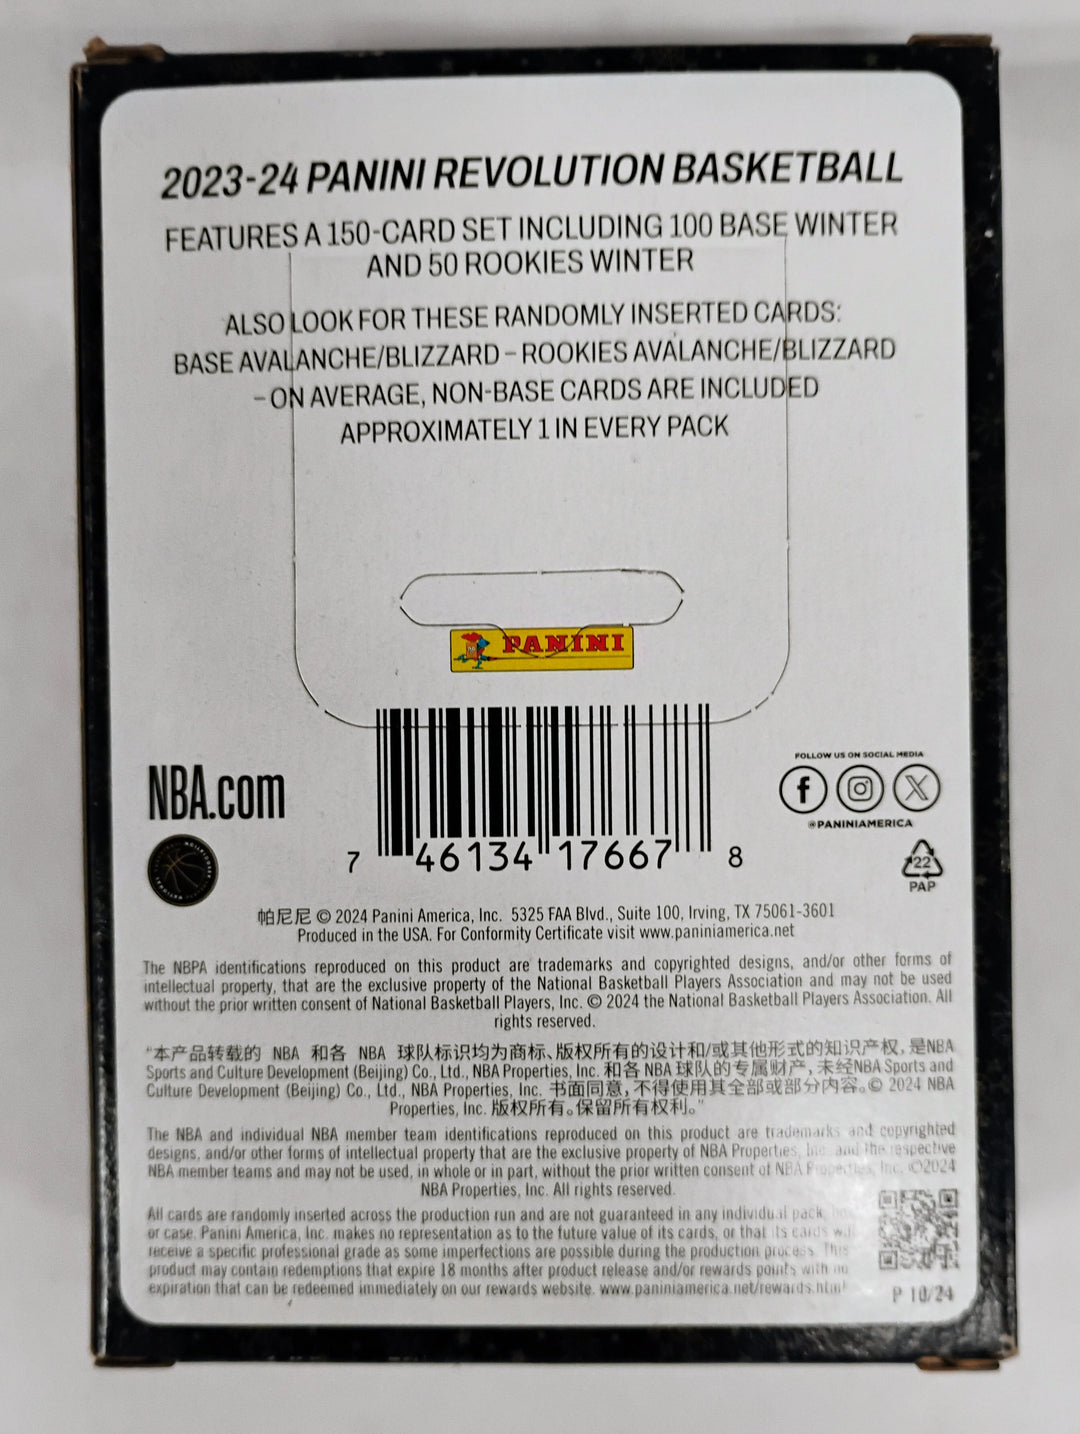 2023-24 PANINI REVOLUTION BASKETBALL
FEATURES A 150-CARD SET INCLUDING 100 BASE WINTER
AND 50 ROOKIES WINTER
ALSO LOOK FOR THESE RANDOMLY INSERTED CARDS:
BASE AVALANCHE/BLIZZARD – ROOKIES AVALANCHE/BLIZZARD
– ON AVERAGE, NON-BASE CARDS ARE INCLUDED
APPROXIMATELY 1 IN EVERY PACK
PANINI
NBA.com
7 46134 17667 8
FOLLOW US ON SOCIAL MEDIA
@PANINIAMERICA
22
PAP
帕尼尼 © 2024 Panini America, Inc. 5325 FAA Blvd., Suite 100, Irving, TX 75061-3601
Produced in the USA. For Conformity Certificate visit www.paniniamerica.net
The NBPA identifications reproduced on this product are trademarks and copyrighted designs, and/or other forms of
intellectual property, that are the exclusive property of the National Basketball Players Association and may not be used
without the prior written consent of National Basketball Players, Inc. © 2024 the National Basketball Players Association. All
rights reserved.
"本产品转载的 NBA 和各 NBA 球队标识均为商标、版权所有的设计和/或其他形式的知识产权, 是NBA
Sports and Culture Development (Beijing) Co., Ltd., NBA Properties, Inc. 和各 NBA 球队的专属财产, 未经NBA Sports and
Culture Development (Beijing) Co., Ltd., NBA Properties, Inc. 书面同意, 不得使用其全部或部分内容。© 2024 NBA
Properties, Inc. 版权所有。保留所有权利。"
The NBA and individual NBA member team identifications reproduced on this product are trademarks and copyrighted
designs, and/or other forms of intellectual property that are the exclusive property of NBA Properties, Inc. and the respective
NBA member teams and may not be used, in whole or in part, without the prior written consent of NBA Properties, Inc. ©2024
NBA Properties, Inc. All rights reserved.
All cards are randomly inserted across the production run and are not guaranteed in any individual pack, box
or case. Panini America, Inc. makes no representation as to the future value of its cards, or that its cards will
receive a specific professional grade as some imperfections are possible during the production process. This
product may contain redemptions that expire 18 months after product release and/or rewards points with no
expiration that can be redeemed immediately on our rewards website. www.paniniamerica.net/rewards.html
P 10/24